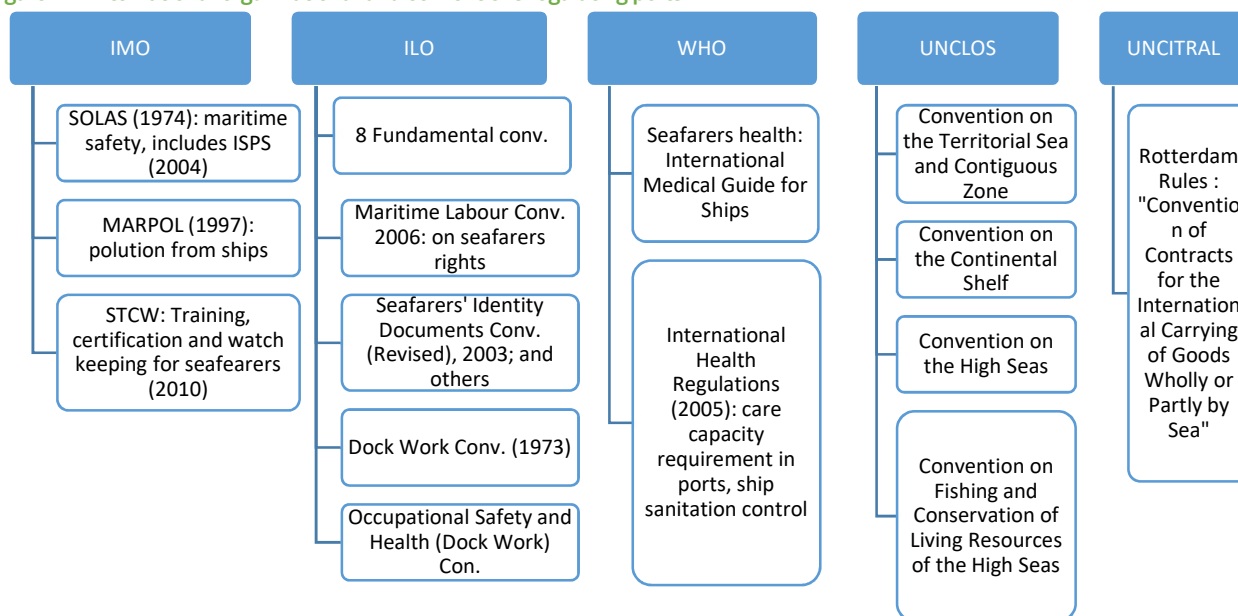 IMO
SOLAS (1974): maritime
safety, includes ISPS
(2004)
MARPOL (1997):
polution from ships
STCW: Training,
certification and watch
keeping for seafearers
(2010)
ILO
8 Fundamental conv.
Maritime Labour Conv.
2006: on seafarers
rights
Seafarers' Identity
Documents Conv.
(Revised), 2003; and
others
Dock Work Conv. (1973)
Occupational Safety and
Health (Dock Work)
Con.
WHO
Seafarers health:
International
Medical Guide for
Ships
International
Health
Regulations
(2005): care
capacity
requirement in
ports, ship
sanitation control
UNCLOS
Convention on
the Territorial Sea
and Contiguous
Zone
Convention on
the Continental
Shelf
Convention on
the High Seas
Convention on
Fishing and
Conservation of
Living Resources
of the High Seas
UNCITRAL
Rotterdam
Rules :
"Conventio
n of
Contracts
for the
Internation
al Carrying
of Goods
Wholly or
Partly by
Sea"